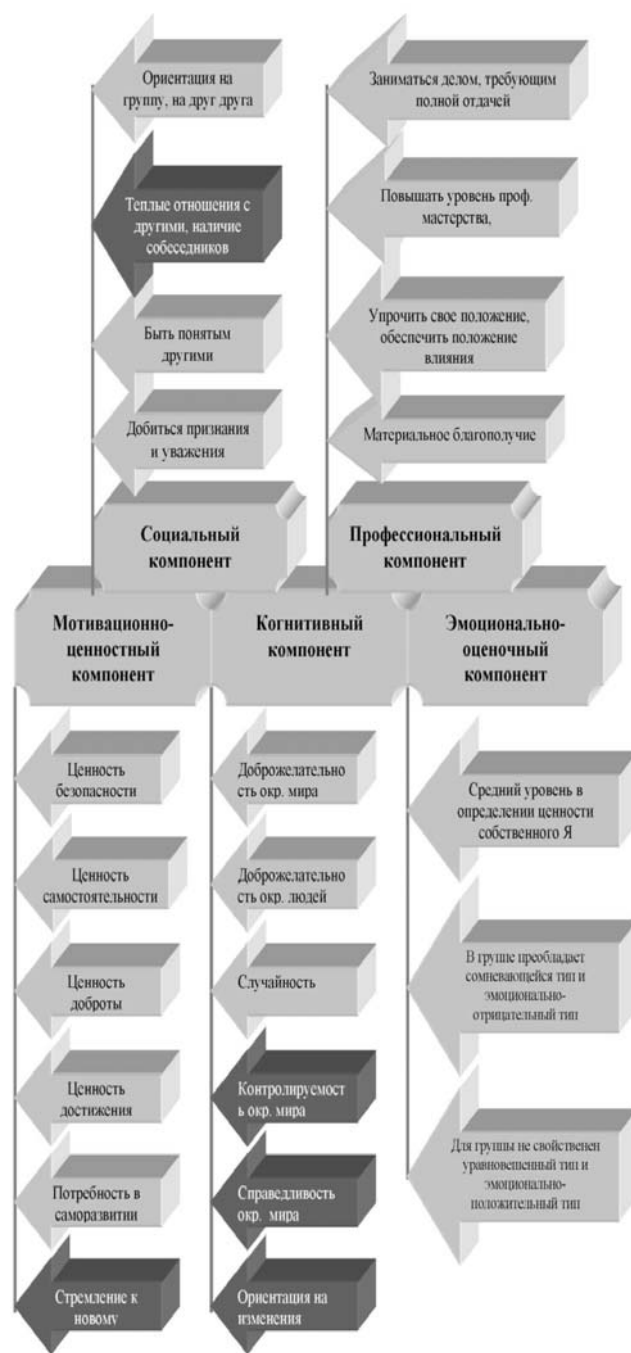 Ориентация на
группу, на друг друга
Теплые отношения с
другими, наличие
собеседников
Быть понятым
другими
Добиться признания
и уважения
Социальный
компонент
Заниматься делом, требующим
полной отдачей
Повышать уровень проф.
мастерства,
Упрочить свое положение,
обеспечить положение
влияния
Материальное благополучие
Профессиональный
компонент
Мотивационно-
ценностный
компонент
Ценность
безопасности
Ценность
самостоятельности
Ценность
доброты
Ценность
достижения
Потребность в
саморазвитии
Стремление к
новому
Когнитивный
компонент
Доброжелательно
сть окр. мира
Доброжелательно
сть окр. людей
Случайность
Контролируемост
ь окр. мира
Справедливость
окр. мира
Ориентация на
изменения
Эмоционально-
оценочный
компонент
Средний уровень в
определении ценности
собственного Я
В группе преобладает
сомневающейся тип и
эмоционально-
отрицательный тип
Для группы не свойственен
уравновешенный тип и
эмоционально-
положительный тип